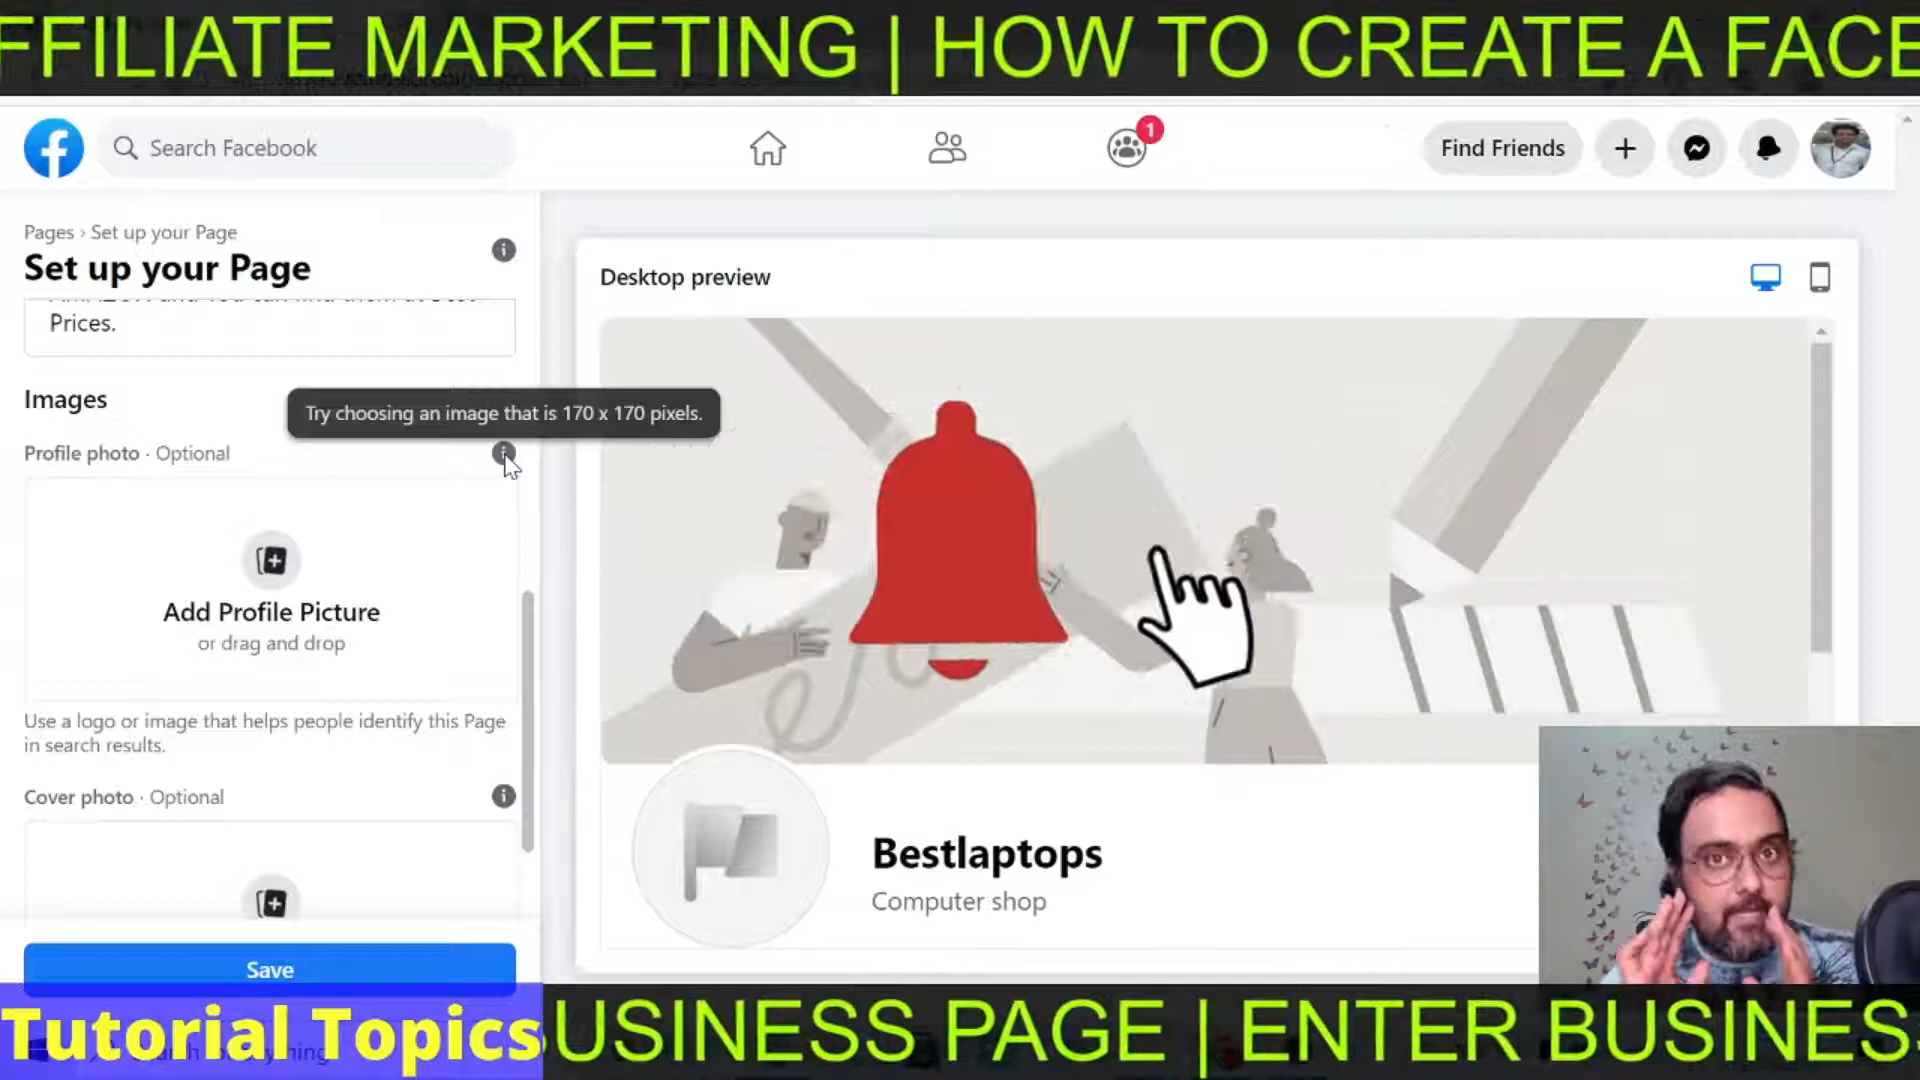 FFILIATE MARKETING | HOW TO CREATE A FACE
Search Facebook
1
Find Friends
Pages › Set up your Page
Set up your Page
Prices.
Images
Try choosing an image that is 170 x 170 pixels.
Profile photo · Optional
Add Profile Picture
or drag and drop
Use a logo or image that helps people identify this Page
in search results.
Cover photo · Optional
Save
Desktop preview
Bestlaptops
Computer shop
Tutorial Topics
USINESS PAGE | ENTER BUSINES